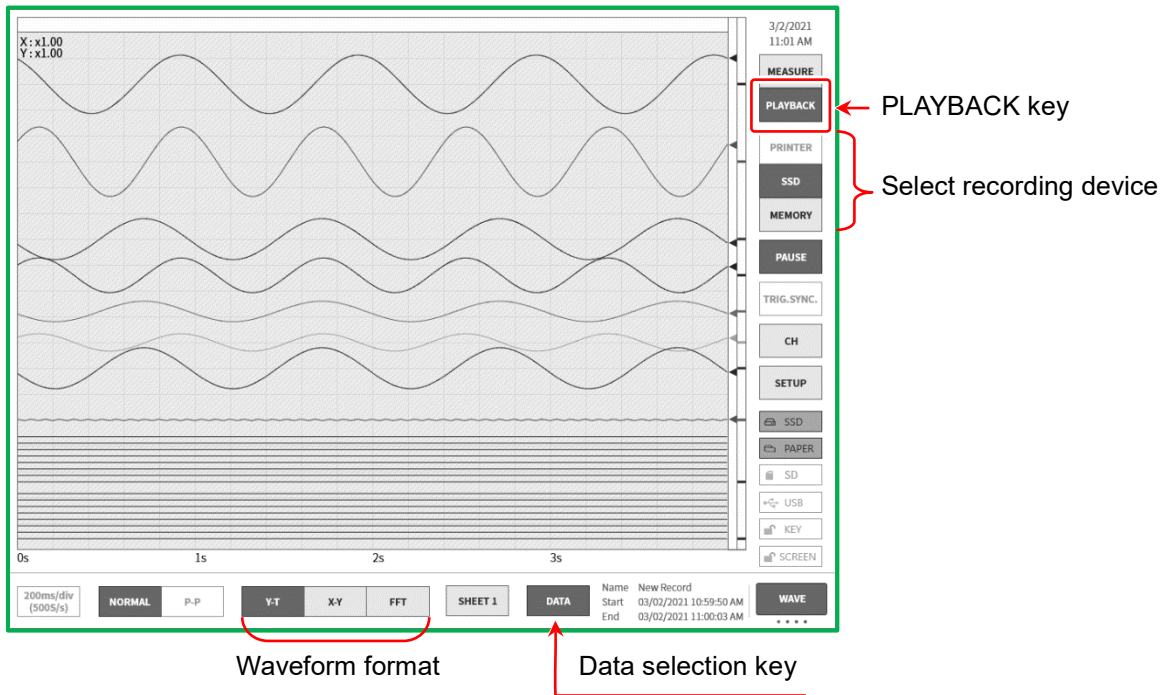 3/2/2021
11:01 AM
X: x1.00
Y: x1.00
MEASURE
PLAYBACK
PLAYBACK key
PRINTER
SSD
Select recording device
MEMORY
PAUSE
TRIG.SYNC.
CH
SETUP
SSD
PAPER
SD
USB
KEY
SCREEN
0s 1s 2s 3s
200ms/div
(500S/s)
NORMAL P-P
Y-T X-Y FFT
SHEET 1
DATA
Name New Record
Start 03/02/2021 10:59:50 AM
End 03/02/2021 11:00:03 AM
WAVE
Waveform format
Data selection key